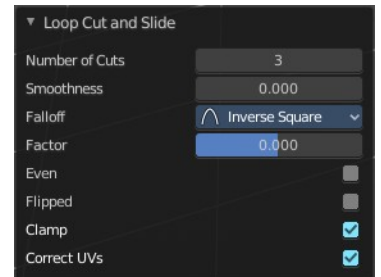 Loop Cut and Slide
Number of Cuts 3
Smoothness 0.000
Falloff Inverse Square
Factor 0.000
Even
Flipped
Clamp
Correct UVs